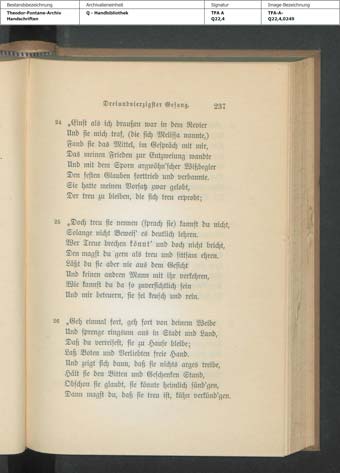 Bestandsbezeichnung Archivalieneinheit Signatur Image-Bezeichnung
Theodor-Fontane-Archiv Q - Handbibliothek TFA A TFA-A-
Handschriften Q22,4 Q22,4,0249
Dreiundvierzigster Gesang. 237
24 „Einst als ich draußen war in dem Revier
Und sie mich traf, (die sich Melissa nannte,)
Fand sie das Mittel, im Gespräch mit mir,
Das meinen Frieden zur Entzweiung wandte
Und mit dem Sporn argwöhn'scher Wißbegier
Den festen Glauben forttrieb und verbannte.
Sie hatte meinen Vorsatz zwar gelobt,
Der treu zu bleiben, die sich treu erprobt;
25 „Doch treu sie nennen (sprach sie) kannst du nicht,
Solange nicht Beweis' es deutlich lehren.
Wer Treue brechen könnt' und doch nicht bricht,
Den magst du gern als treu und sittsam ehren.
Läßt du sie aber nie aus dem Gesicht
Und keinen andern Mann mit ihr verkehren,
Wie kannst du da so zuversichtlich sein
Und mir beteuern, sie sei keusch und rein.
26 „Geh einmal fort, geh fort von deinem Weibe
Und sprenge ringsum aus in Stadt und Land,
Daß du verreisest, sie zu Hause bleibe;
Laß Boten und Verliebten freie Hand.
Und zeigt sich dann, daß sie nichts arges treibe,
Hält sie den Bitten und Geschenken Stand,
Obschon sie glaubt, sie könnte heimlich sünd'gen,
Dann magst du, daß sie treu ist, kühn verkünd'gen.